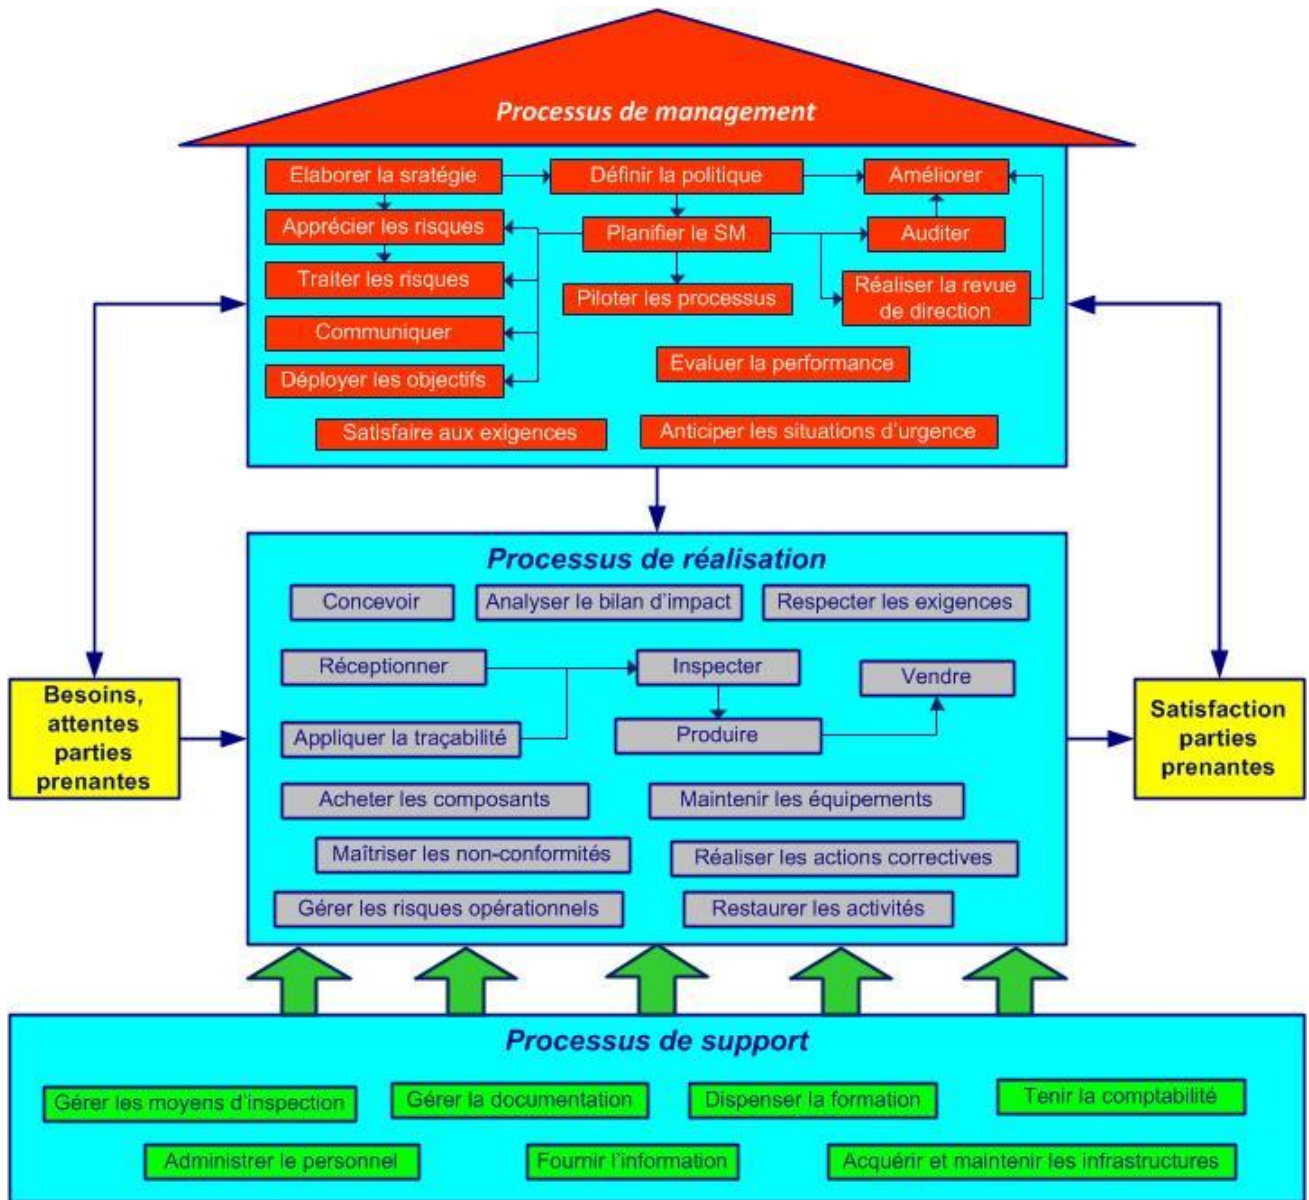 Processus de management
Elaborer la sratégie
Définir la politique
Améliorer
Apprécier les risques
Planifier le SM
Auditer
Traiter les risques
Piloter les processus
Réaliser la revue
de direction
Communiquer
Evaluer la performance
Déployer les objectifs
Satisfaire aux exigences
Anticiper les situations d'urgence
Processus de réalisation
Concevoir
Analyser le bilan d'impact
Respecter les exigences
Réceptionner
Inspecter
Vendre
Appliquer la traçabilité
Produire
Besoins,
attentes
parties
prenantes
Satisfaction
parties
prenantes
Acheter les composants
Maintenir les équipements
Maîtriser les non-conformités
Réaliser les actions correctives
Gérer les risques opérationnels
Restaurer les activités
Processus de support
Gérer les moyens d'inspection
Gérer la documentation
Dispenser la formation
Tenir la comptabilité
Administrer le personnel
Fournir l'information
Acquérir et maintenir les infrastructures